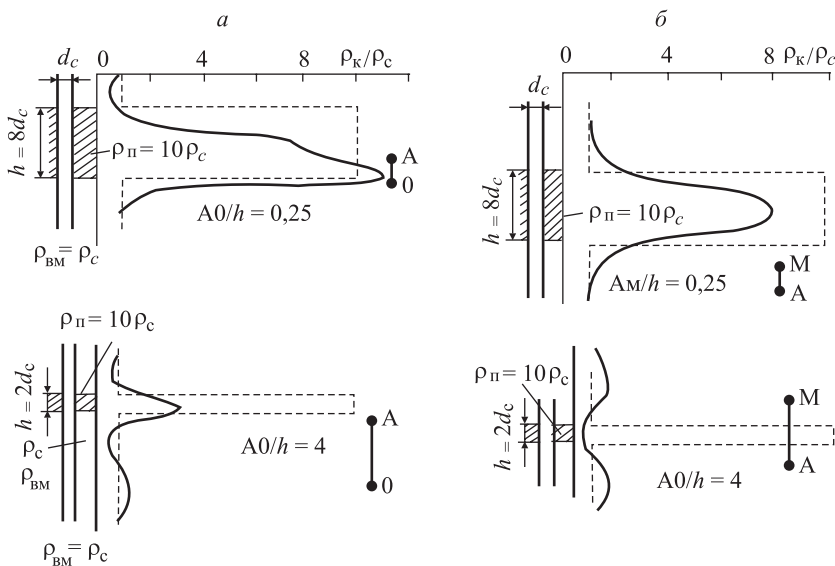 а
d_c
0 4 8 ρ_к/ρ_c
h = 8d_c
ρ_п = 10ρ_c
A
0
A0/h = 0,25
ρ_вм = ρ_c
б
0 4 8 ρ_к/ρ_c
d_c
h = 8d_c
ρ_п = 10ρ_c
M
A
Aм/h = 0,25
ρ_п = 10ρ_c
h = 2d_c
ρ_c
ρ_вм
A
0
A0/h = 4
ρ_вм = ρ_c
ρ_п = 10ρ_c
h = 2d_c
M
A
A0/h = 4